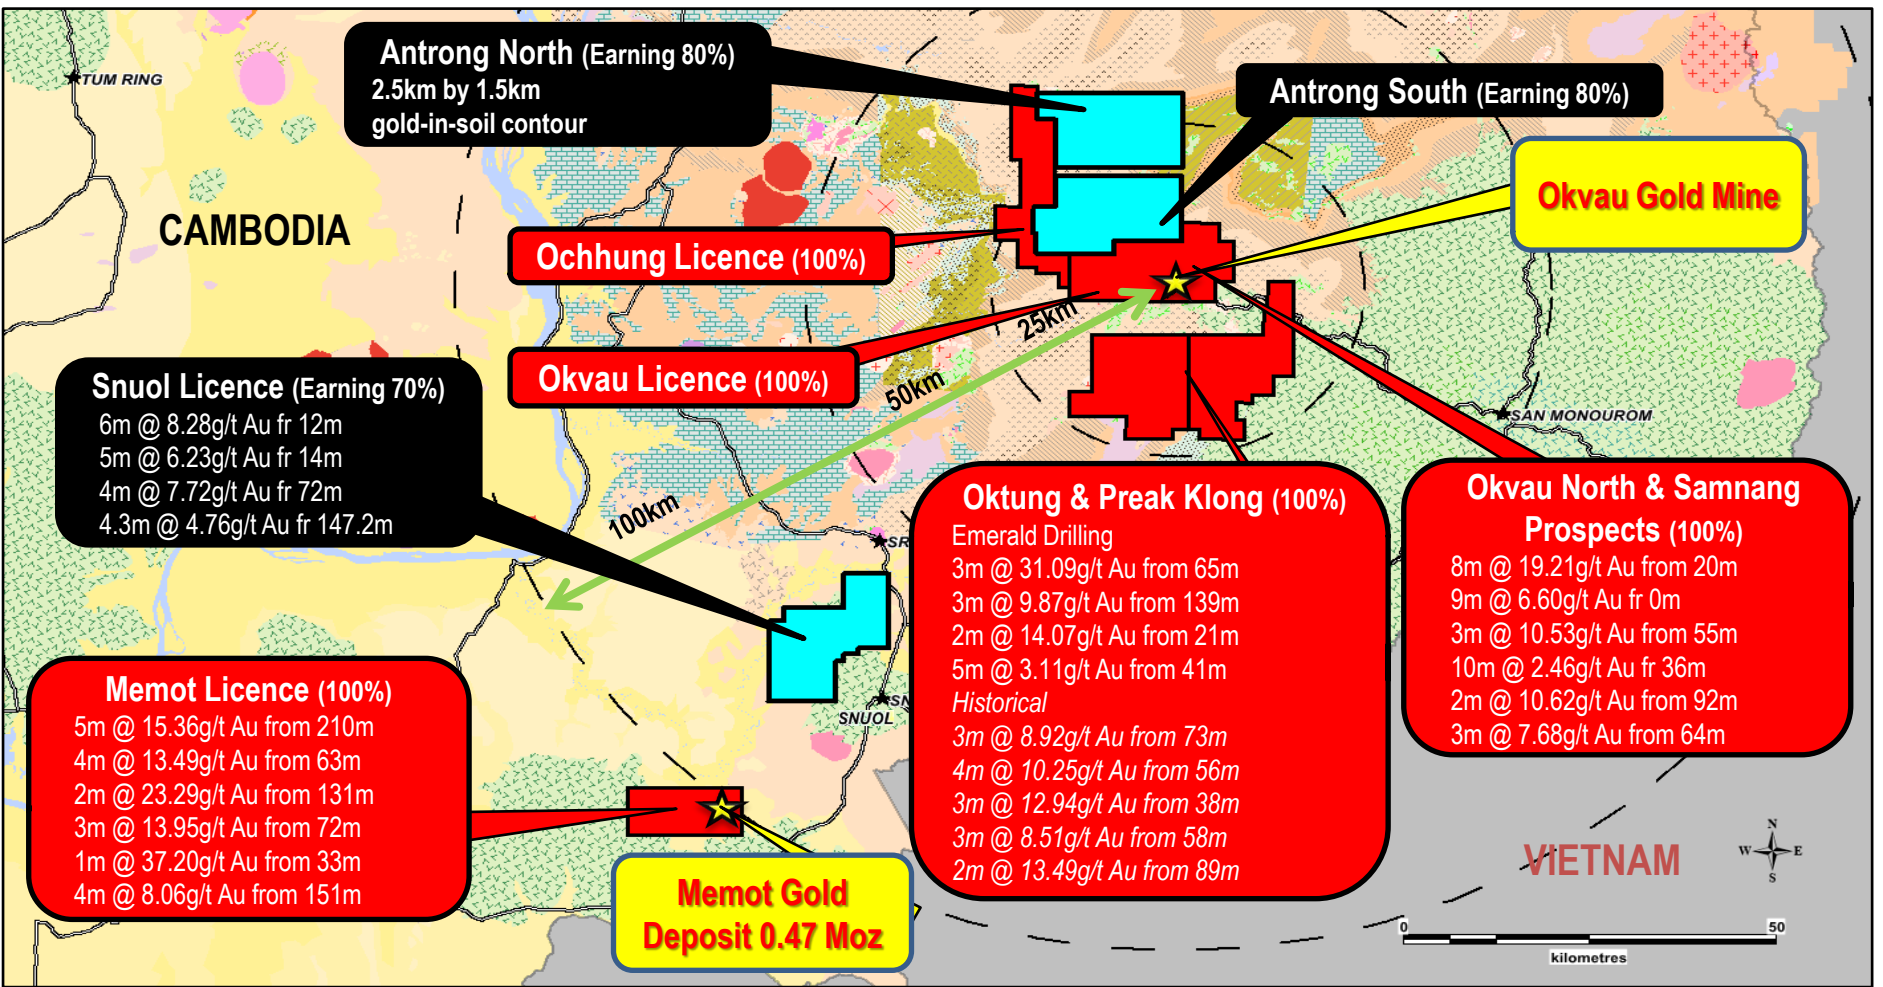 Antrong North (Earning 80%)
2.5km by 1.5km
gold-in-soil contour
TUM RING
Antrong South (Earning 80%)
Okvau Gold Mine
CAMBODIA
Ochhung Licence (100%)
25km
Okvau Licence (100%)
50km
Snuol Licence (Earning 70%)
6m @ 8.28g/t Au fr 12m
5m @ 6.23g/t Au fr 14m
4m @ 7.72g/t Au fr 72m
4.3m @ 4.76g/t Au fr 147.2m
SAN MONOUROM
100km
SR
Oktung & Preak Klong (100%)
Emerald Drilling
3m @ 31.09g/t Au from 65m
3m @ 9.87g/t Au from 139m
2m @ 14.07g/t Au from 21m
5m @ 3.11g/t Au from 41m
Historical
3m @ 8.92g/t Au from 73m
4m @ 10.25g/t Au from 56m
3m @ 12.94g/t Au from 38m
3m @ 8.51g/t Au from 58m
2m @ 13.49g/t Au from 89m
Okvau North & Samnang
Prospects (100%)
8m @ 19.21g/t Au from 20m
9m @ 6.60g/t Au fr 0m
3m @ 10.53g/t Au from 55m
10m @ 2.46g/t Au fr 36m
2m @ 10.62g/t Au from 92m
3m @ 7.68g/t Au from 64m
SN
SNUOL
Memot Licence (100%)
5m @ 15.36g/t Au from 210m
4m @ 13.49g/t Au from 63m
2m @ 23.29g/t Au from 131m
3m @ 13.95g/t Au from 72m
1m @ 37.20g/t Au from 33m
4m @ 8.06g/t Au from 151m
Memot Gold
Deposit 0.47 Moz
VIETNAM
N
W E
S
0 50
kilometres